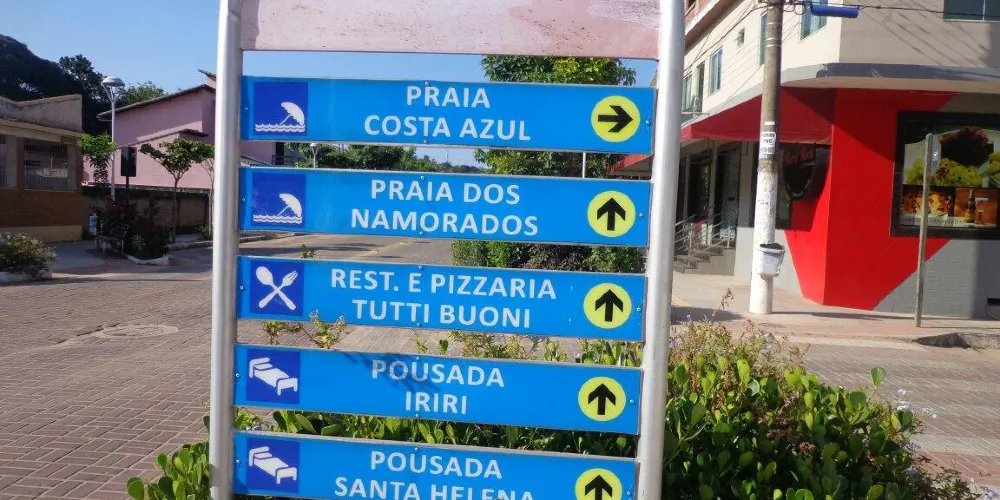 PRAIA
COSTA AZUL
PRAIA DOS
NAMORADOS
REST. E PIZZARIA
TUTTI BUONI
POUSADA
IRIRI
POUSADA
SANTA HELENA